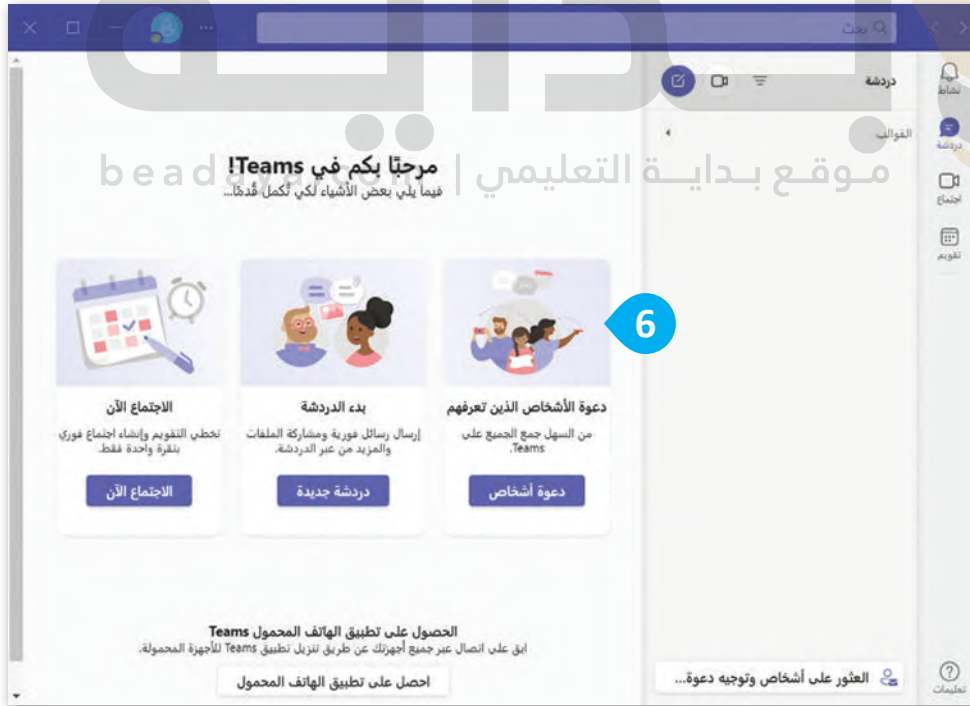 بحث
نشاط
دردشة
اجتماع
تقويم
تعليمات
دردشة
القوالب
العثور على أشخاص وتوجيه دعوة...
بداية
موقع بداية التعليمي | bead
مرحبًا بكم في Teams!
فيما يلي بعض الأشياء لكي تُكمل قُدمًا...
6
دعوة الأشخاص الذين تعرفهم
من السهل جمع الجميع على
Teams.
دعوة أشخاص
بدء الدردشة
إرسال رسائل فورية ومشاركة الملفات
والمزيد من عبر الدردشة.
دردشة جديدة
الاجتماع الآن
تخطي التقويم وإنشاء اجتماع فوري
بنقرة واحدة فقط.
الاجتماع الآن
الحصول على تطبيق الهاتف المحمول Teams
ابق على اتصال عبر جميع أجهزتك عن طريق تنزيل تطبيق Teams للأجهزة المحمولة.
احصل على تطبيق الهاتف المحمول